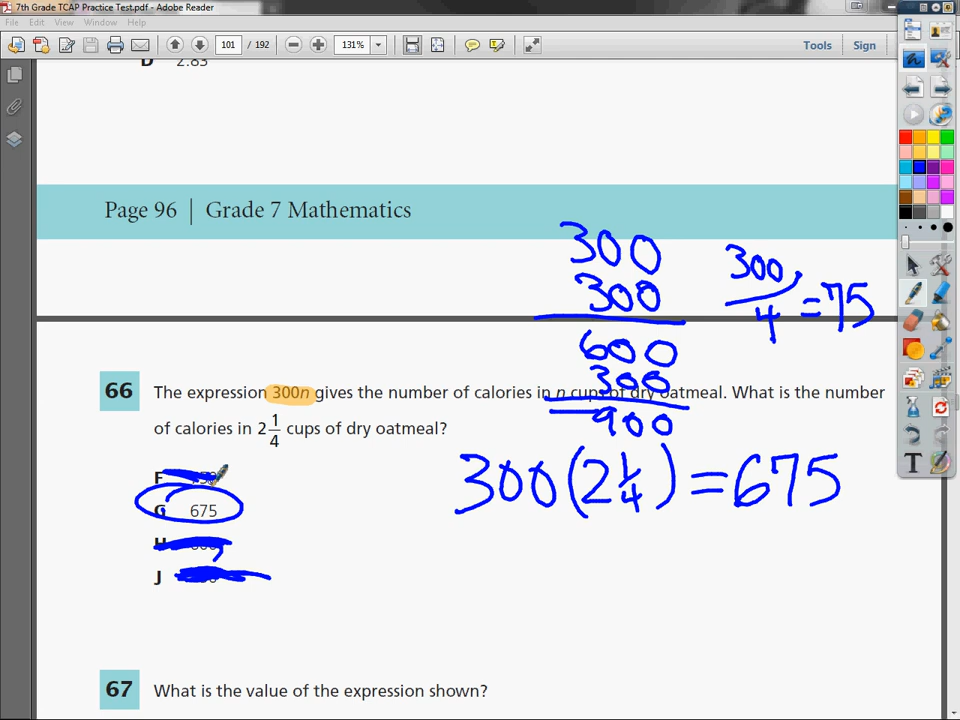 7th Grade TCAP Practice Test.pdf - Adobe Reader
File Edit View Window Help
101 / 192 131% Tools Sign
D 2.83
Page 96 | Grade 7 Mathematics
300
300
600
300
900
300
4
=75
66 The expression 300n gives the number of calories in n cups of dry oatmeal. What is the number
of calories in 2 1/4 cups of dry oatmeal?
300(2 1/4) = 675
F
G 675
H
J
67 What is the value of the expression shown?
T